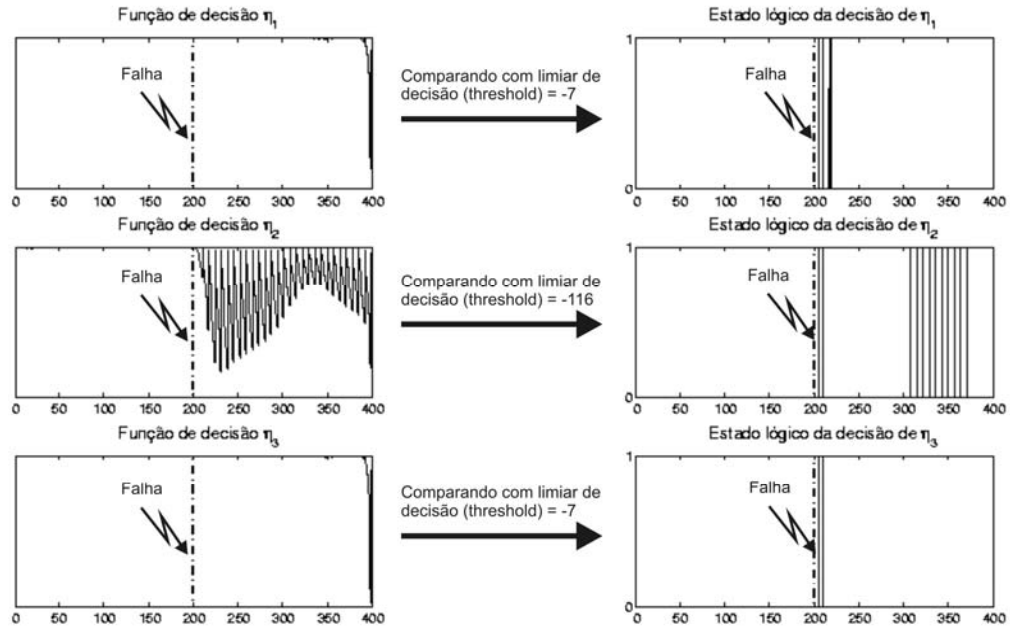 Função de decisão η1
Estado lógico da decisão de η1
Falha
Comparando com limiar de
decisão (threshold) = -7
1
Falha
0
0 50 100 150 200 250 300 350 400
0 50 100 150 200 250 300 350 400
Função de decisão η2
Estado lógico da decisão de η2
Falha
Comparando com limiar de
decisão (threshold) = -116
1
Falha
0
0 50 100 150 200 250 300 350 400
0 50 100 150 200 250 300 350 400
Função de decisão η3
Estado lógico da decisão de η3
Falha
Comparando com limiar de
decisão (threshold) = -7
1
Falha
0
0 50 100 150 200 250 300 350 400
0 50 100 150 200 250 300 350 400